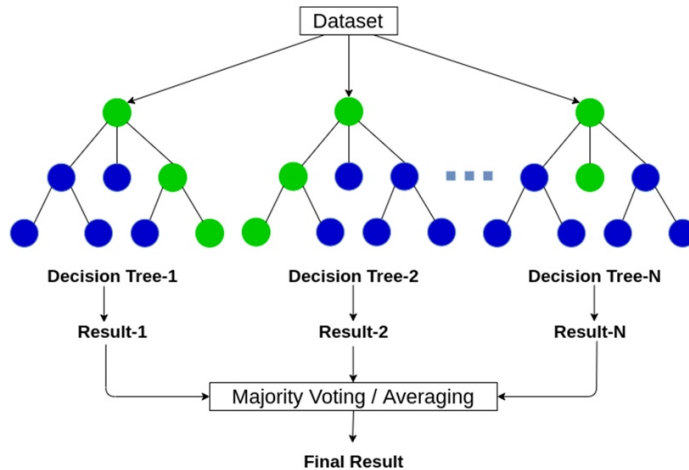 Dataset
Decision Tree-1
Decision Tree-2
Decision Tree-N
Result-1
Result-2
Result-N
Majority Voting / Averaging
Final Result